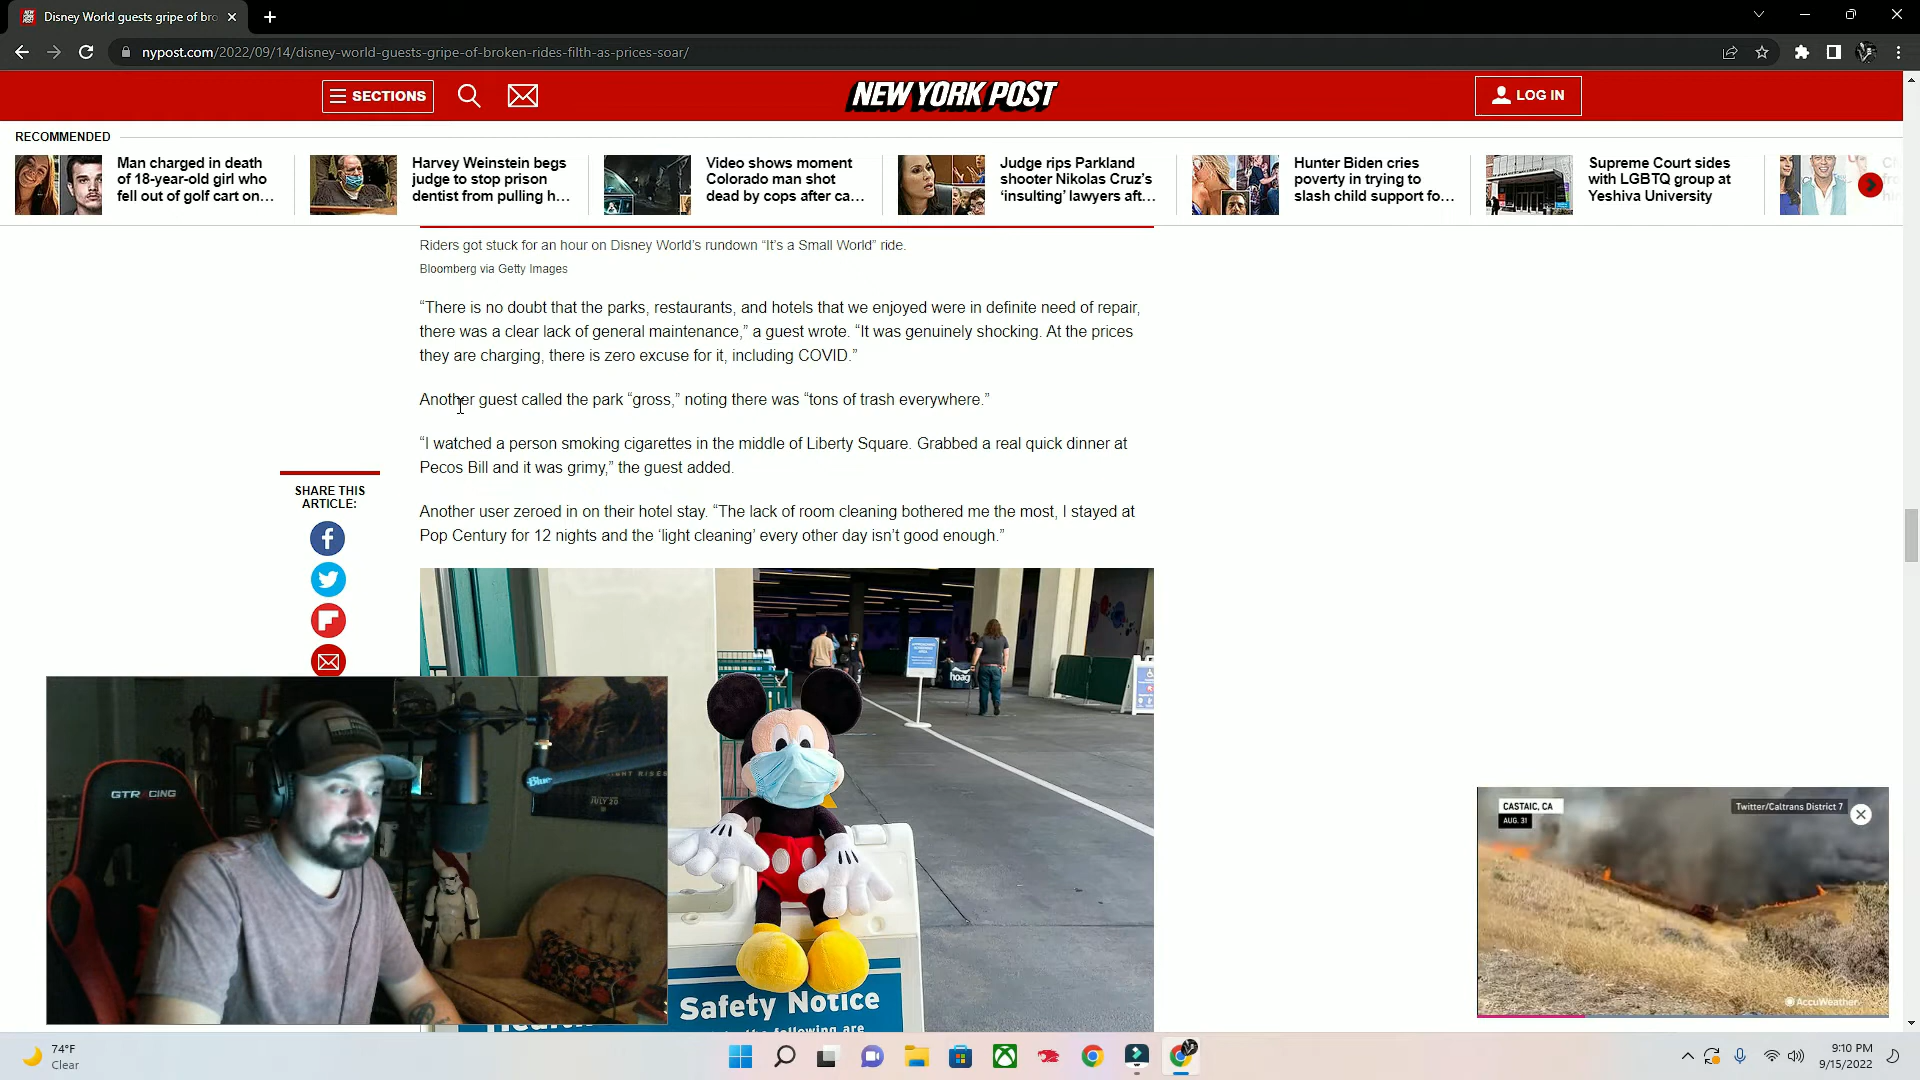 Disney World guests gripe of bro
nypost.com/2022/09/14/disney-world-guests-gripe-of-broken-rides-filth-as-prices-soar/
SECTIONS
NEW YORK POST
LOG IN
RECOMMENDED
Man charged in death
of 18-year-old girl who
fell out of golf cart on...
Harvey Weinstein begs
judge to stop prison
dentist from pulling h...
Video shows moment
Colorado man shot
dead by cops after ca...
Judge rips Parkland
shooter Nikolas Cruz’s
‘insulting’ lawyers aft...
Hunter Biden cries
poverty in trying to
slash child support fo...
Supreme Court sides
with LGBTQ group at
Yeshiva University
Riders got stuck for an hour on Disney World’s rundown “It’s a Small World” ride.
Bloomberg via Getty Images
“There is no doubt that the parks, restaurants, and hotels that we enjoyed were in definite need of repair,
there was a clear lack of general maintenance,” a guest wrote. “It was genuinely shocking. At the prices
they are charging, there is zero excuse for it, including COVID.”
Another guest called the park “gross,” noting there was “tons of trash everywhere.”
“I watched a person smoking cigarettes in the middle of Liberty Square. Grabbed a real quick dinner at
Pecos Bill and it was grimy,” the guest added.
Another user zeroed in on their hotel stay. “The lack of room cleaning bothered me the most, I stayed at
Pop Century for 12 nights and the ‘light cleaning’ every other day isn’t good enough.”
SHARE THIS
ARTICLE:
hoag
GTRACING
Blue
JULY 20
Safety Notice
the following are
CASTAIC, CA
AUG. 31
Twitter/Caltrans District 7
AccuWeather
74°F
Clear
9:10 PM
9/15/2022